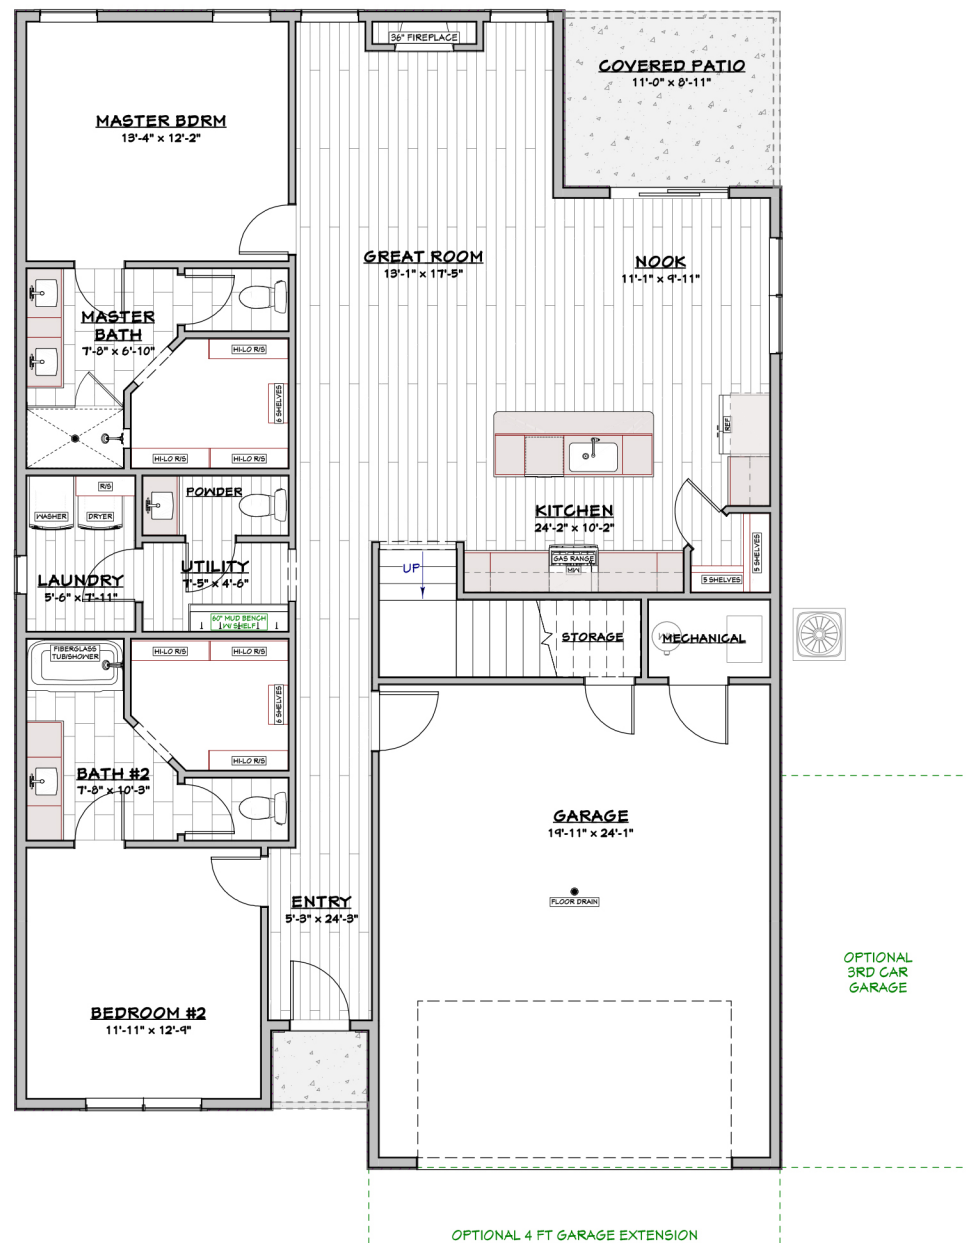 36" FIREPLACE
COVERED PATIO
11'-0" x 8'-11"
MASTER BDRM
13'-4" x 12'-2"
GREAT ROOM
13'-1" x 17'-5"
NOOK
11'-1" x 9'-11"
MASTER
BATH
7'-8" x 6'-10"
HI-LO R/S
6 SHELVES
HI-LO R/S
HI-LO R/S
REF.
R/S
WASHER
DRYER
POWDER
KITCHEN
24'-2" x 10'-2"
GAS RANGE
MW
5 SHELVES
5 SHELVES
UP
LAUNDRY
5'-6" x 7'-11"
UTILITY
7'-5" x 4'-6"
60" MUD BENCH
W/ SHELF
STORAGE
MECHANICAL
FIBERGLASS
TUB/SHOWER
HI-LO R/S
HI-LO R/S
6 SHELVES
HI-LO R/S
BATH #2
7'-8" x 10'-3"
GARAGE
19'-11" x 24'-1"
FLOOR DRAIN
ENTRY
5'-3" x 24'-3"
BEDROOM #2
11'-11" x 12'-9"
OPTIONAL
3RD CAR
GARAGE
OPTIONAL 4 FT GARAGE EXTENSION